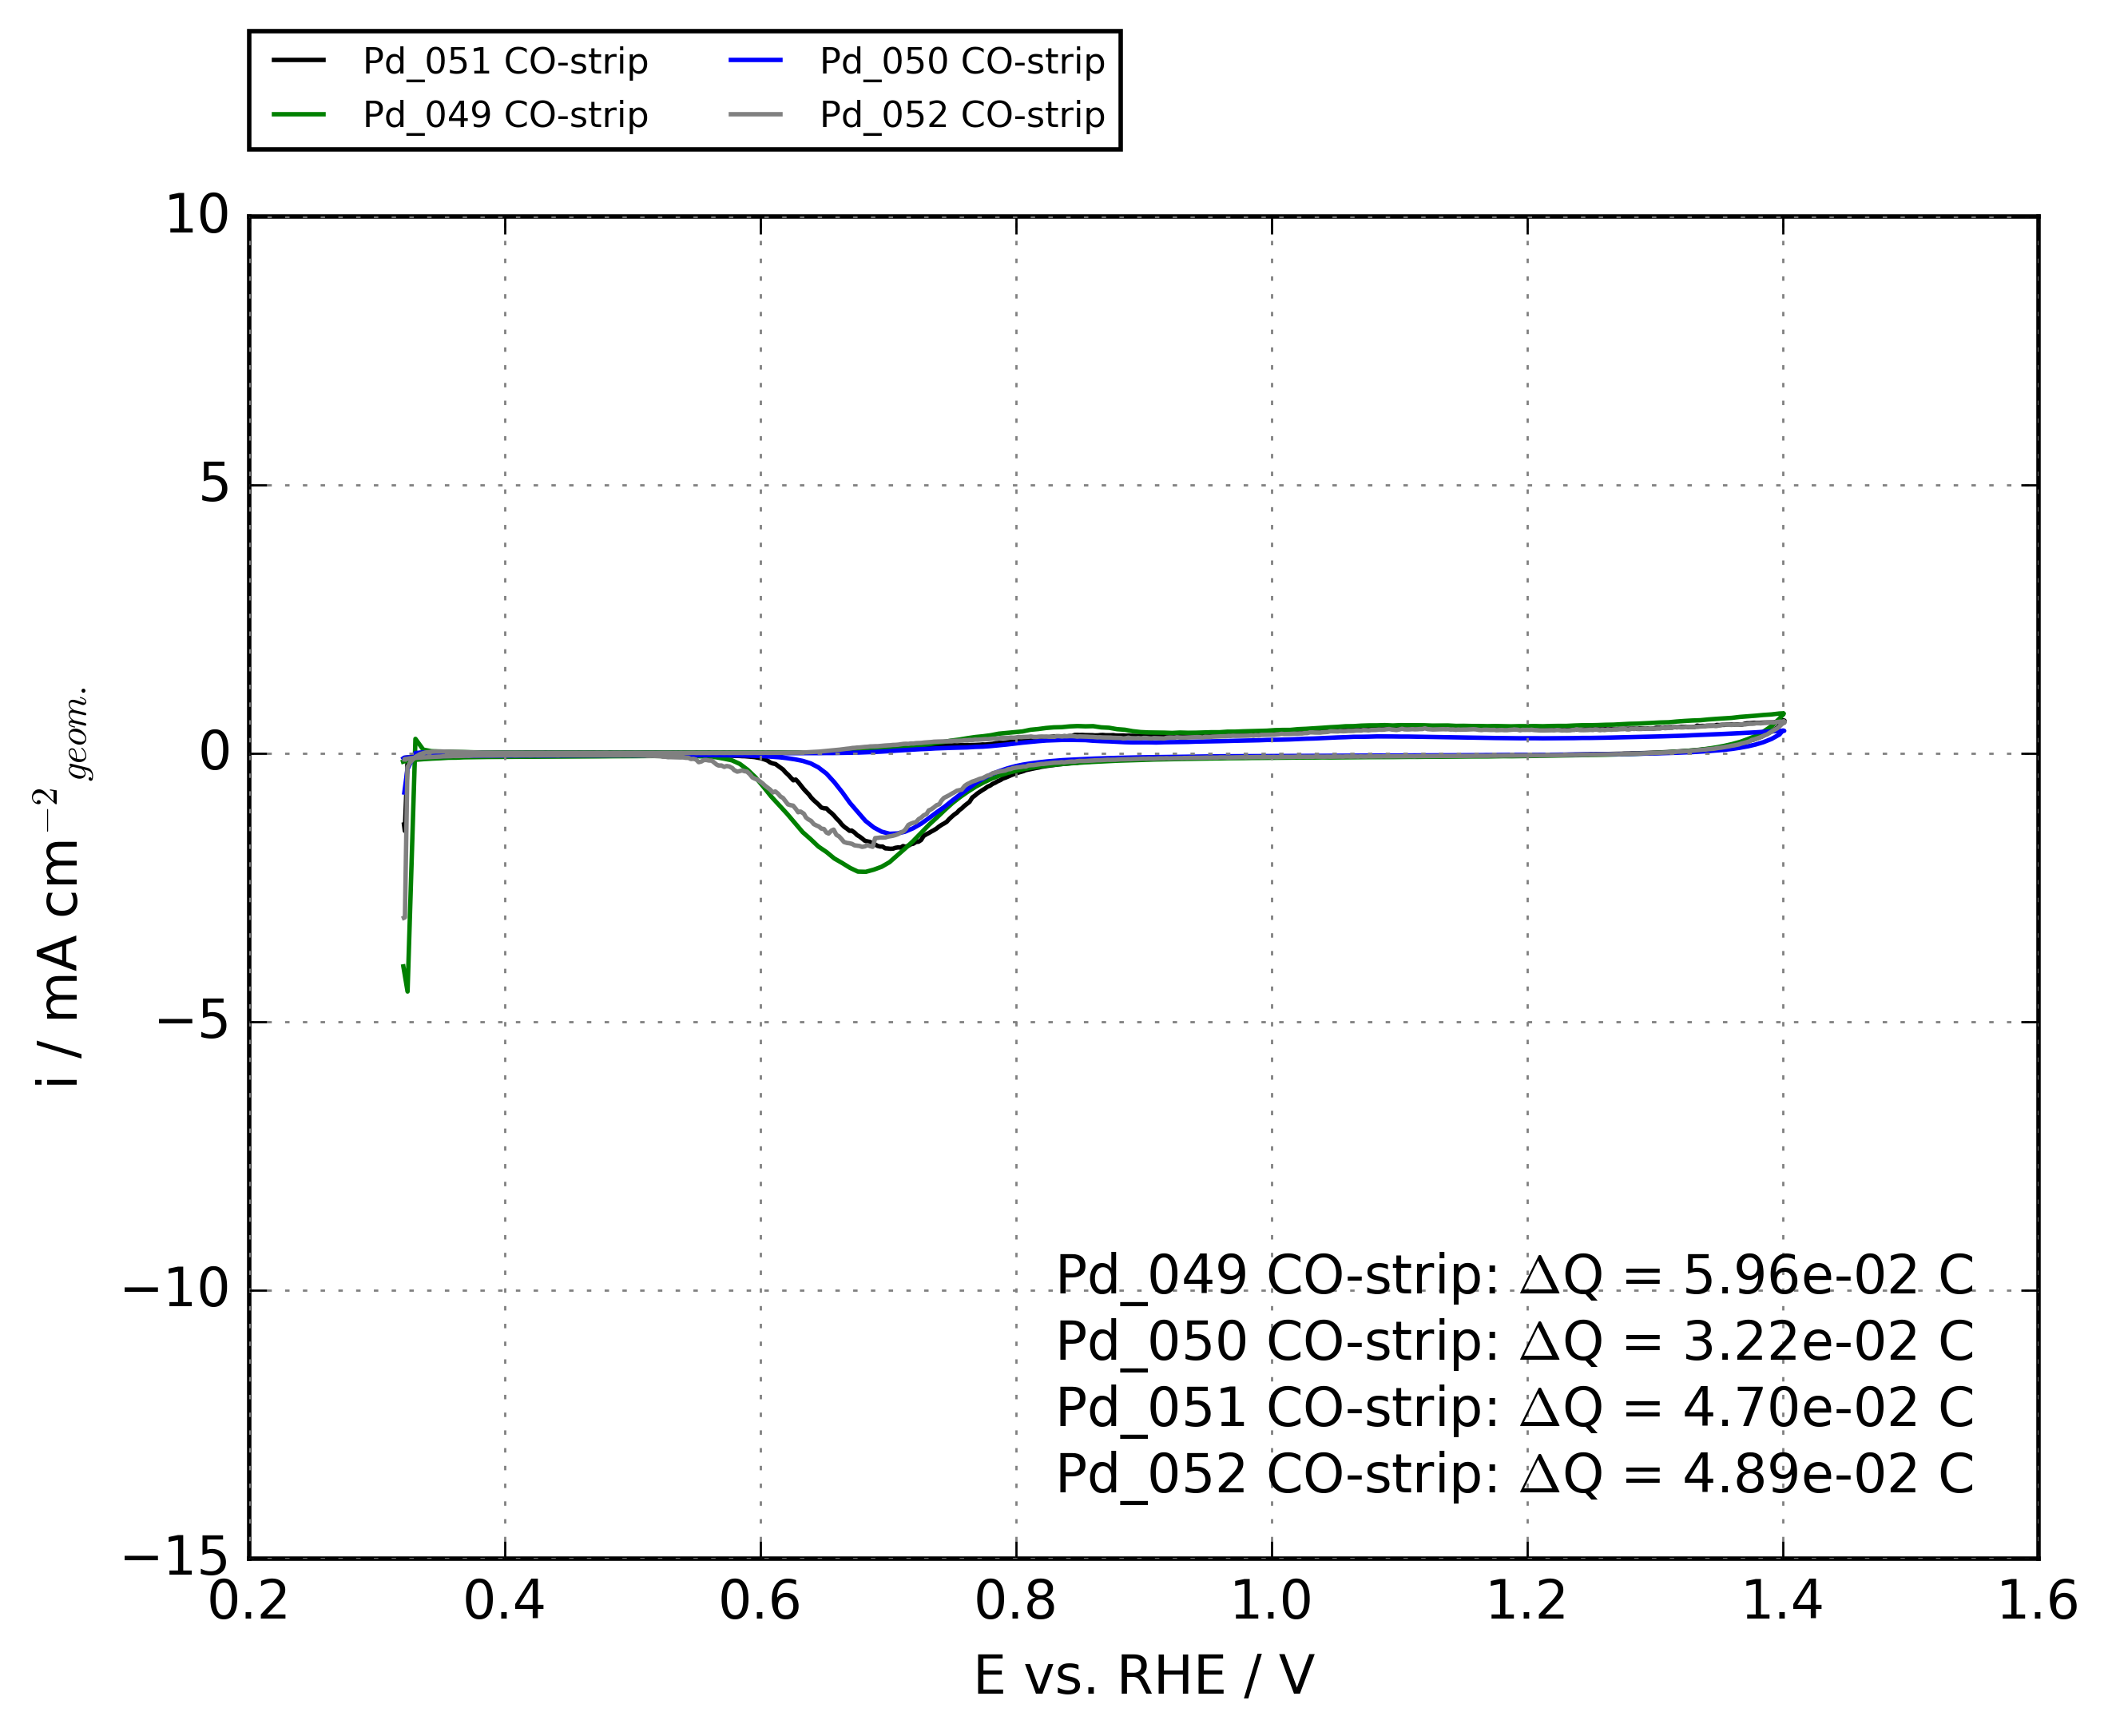 Pd_051 CO-strip Pd_050 CO-strip
Pd_049 CO-strip Pd_052 CO-strip
10
5
0
−5
−10
−15
i / mA cm−2 geom.
Pd_049 CO-strip: ΔQ = 5.96e-02 C
Pd_050 CO-strip: ΔQ = 3.22e-02 C
Pd_051 CO-strip: ΔQ = 4.70e-02 C
Pd_052 CO-strip: ΔQ = 4.89e-02 C
0.2 0.4 0.6 0.8 1.0 1.2 1.4 1.6
E vs. RHE / V